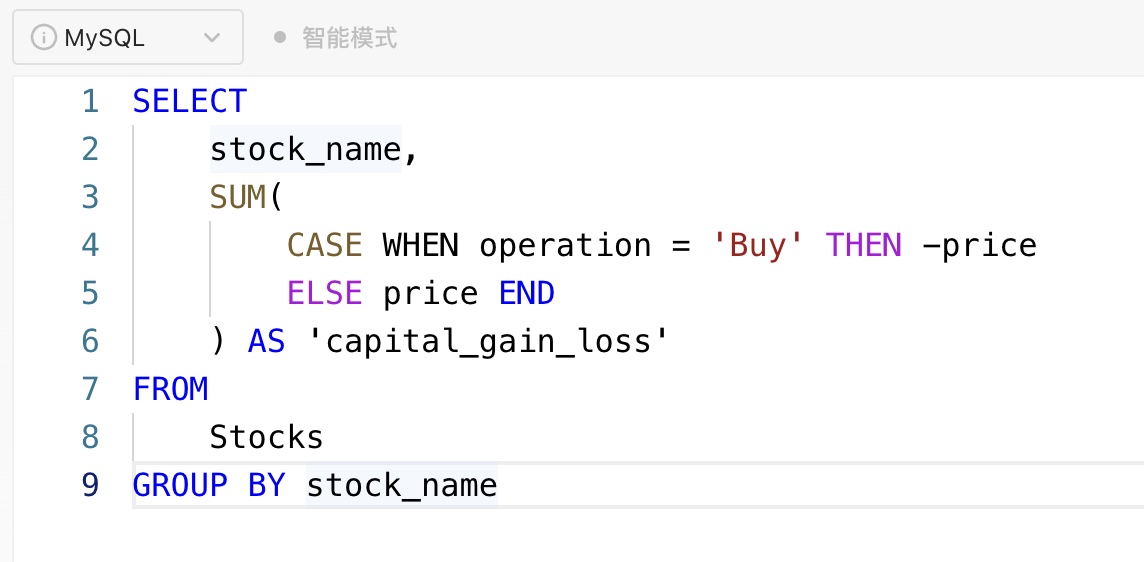 MySQL 智能模式
1 SELECT
2 stock_name,
3 SUM(
4 CASE WHEN operation = 'Buy' THEN -price
5 ELSE price END
6 ) AS 'capital_gain_loss'
7 FROM
8 Stocks
9 GROUP BY stock_name